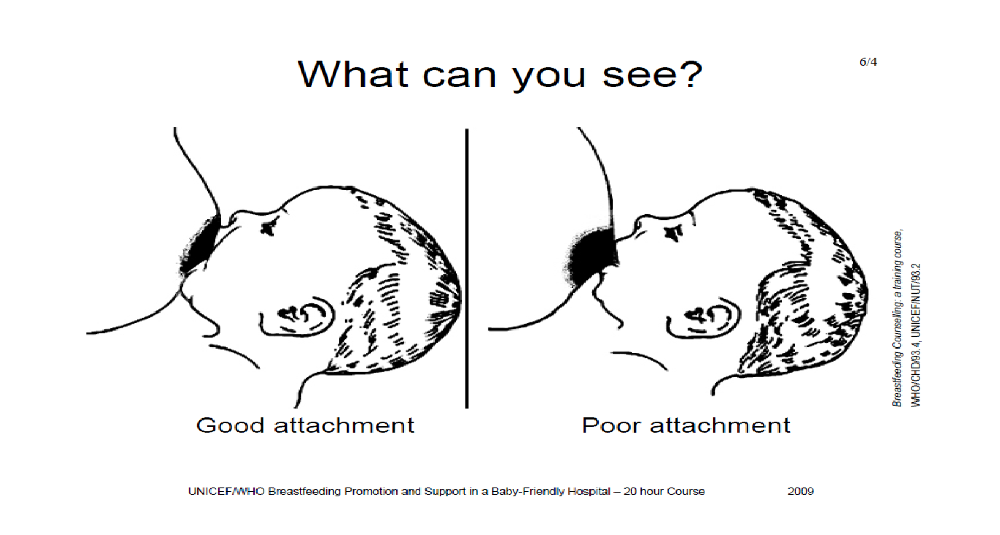 What can you see?
6/4
Good attachment
Poor attachment
Breastfeeding Counselling: a training course,
WHO/CHD/93.4, UNICEF/NUT/93.2
UNICEF/WHO Breastfeeding Promotion and Support in a Baby-Friendly Hospital – 20 hour Course
2009